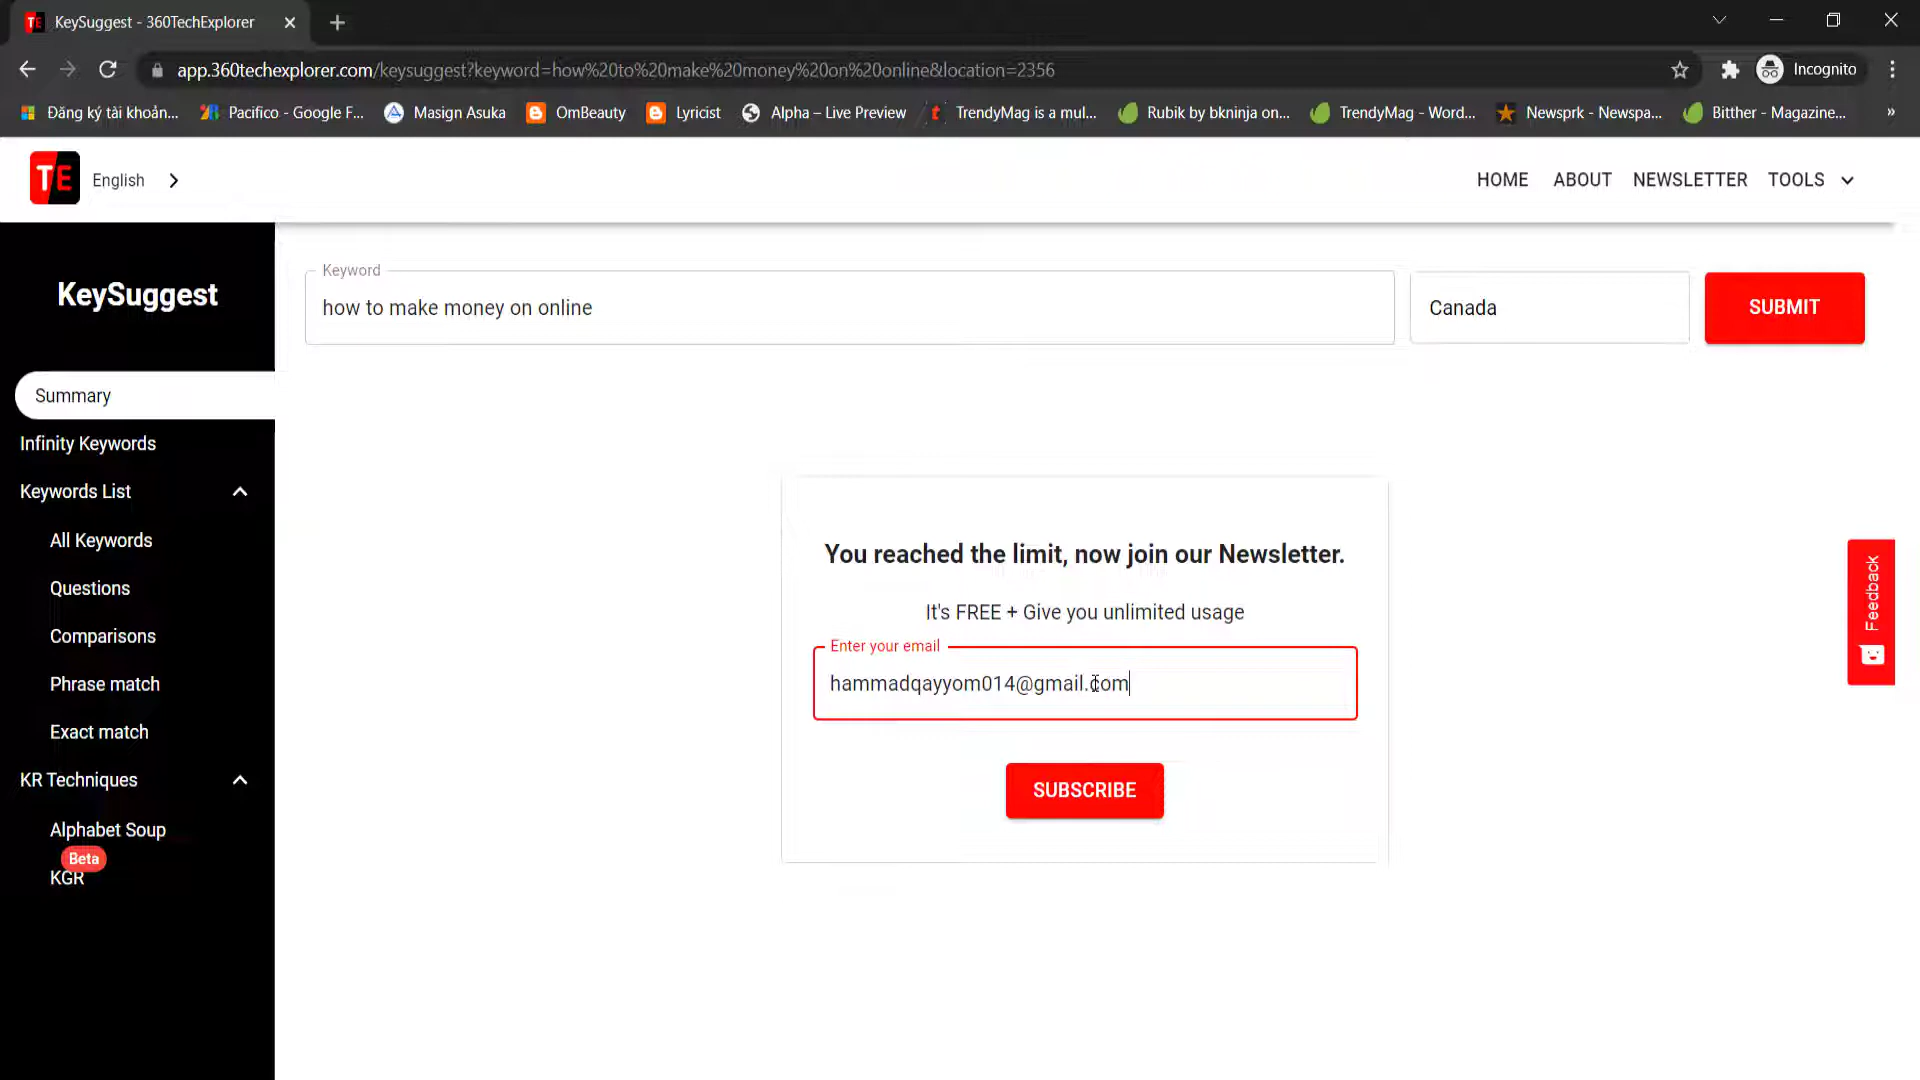 TE KeySuggest - 360TechExplorer
app.360techexplorer.com/keysuggest?keyword=how%20to%20make%20money%20on%20online&location=2356
Incognito
Đăng ký tài khoản... Pacifico - Google F... Masign Asuka OmBeauty Lyricist Alpha – Live Preview TrendyMag is a mul... Rubik by bkninja on... TrendyMag - Word... Newsprk - Newspa... Bitther - Magazine... »
TE English HOME ABOUT NEWSLETTER TOOLS
KeySuggest
Keyword
how to make money on online
Canada
SUBMIT
Summary
Infinity Keywords
Keywords List
All Keywords
Questions
Comparisons
Phrase match
Exact match
KR Techniques
Alphabet Soup
Beta
KGR
You reached the limit, now join our Newsletter.
It's FREE + Give you unlimited usage
Enter your email
hammadqayyom014@gmail.com
SUBSCRIBE
Feedback